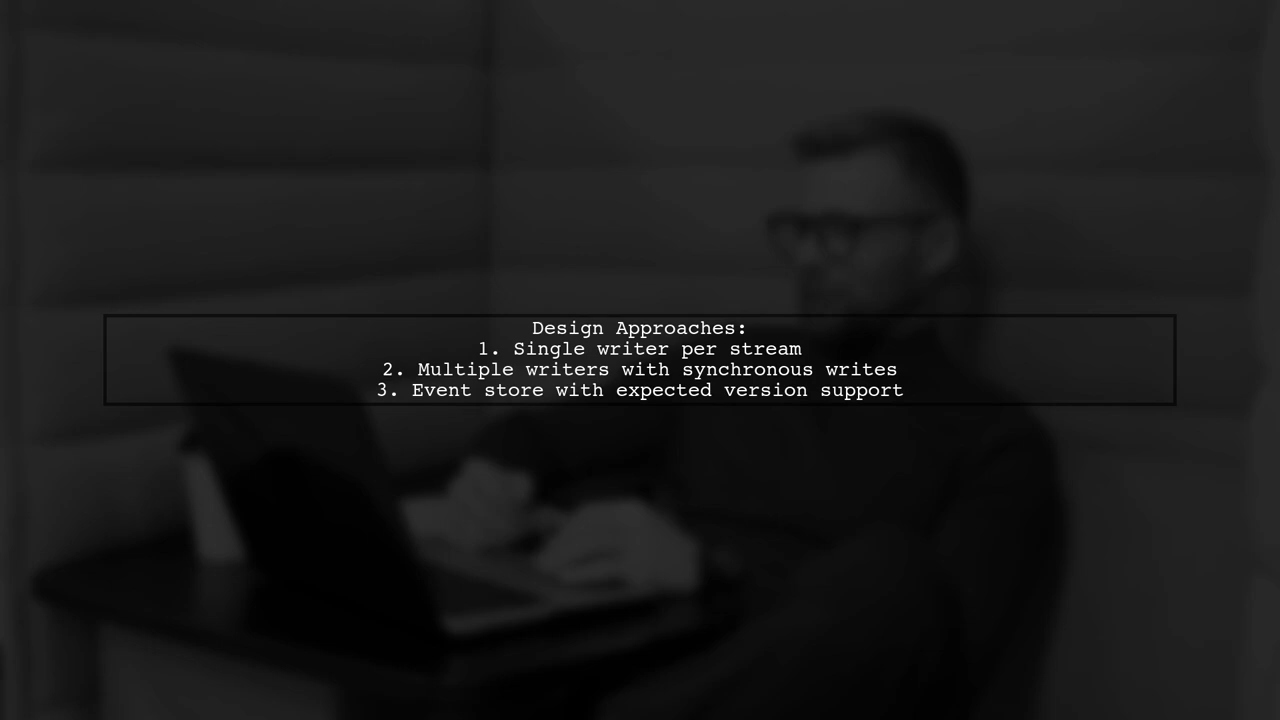 Design Approaches:
1. Single writer per stream
2. Multiple writers with synchronous writes
3. Event store with expected version support